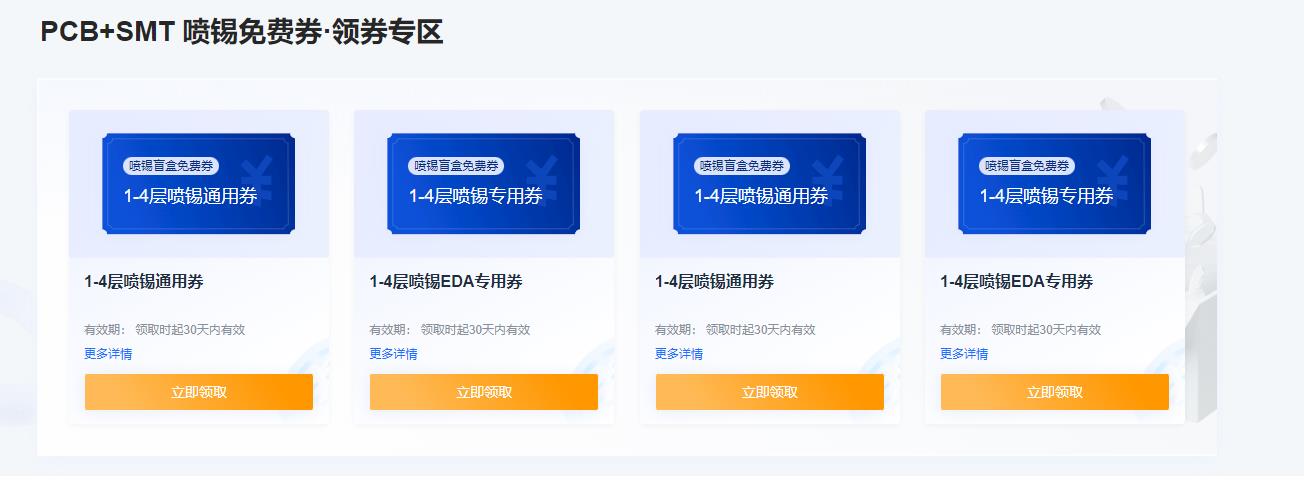 PCB+SMT 喷锡免费券·领券专区
喷锡盲盒免费券
1-4层喷锡通用券
1-4层喷锡通用券
有效期： 领取时起30天内有效
更多详情
立即领取
喷锡盲盒免费券
1-4层喷锡专用券
1-4层喷锡EDA专用券
有效期： 领取时起30天内有效
更多详情
立即领取
喷锡盲盒免费券
1-4层喷锡通用券
1-4层喷锡通用券
有效期： 领取时起30天内有效
更多详情
立即领取
喷锡盲盒免费券
1-4层喷锡专用券
1-4层喷锡EDA专用券
有效期： 领取时起30天内有效
更多详情
立即领取